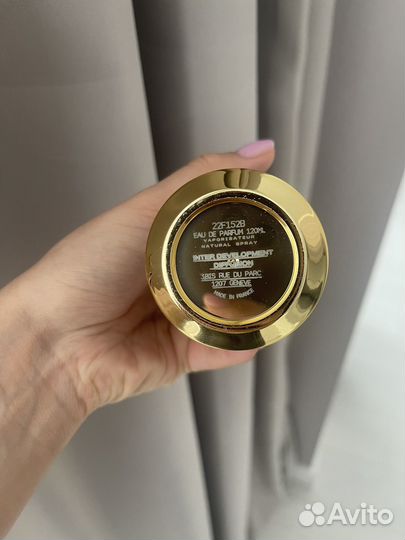 22F152B
EAU DE PARFUM 120ML
VAPORISATEUR
NATURAL SPRAY
INTER DEVELOPMENT
DIFFUSION
3BIS RUE DU PARC
1207 GENEVE
MADE IN FRANCE
Avito